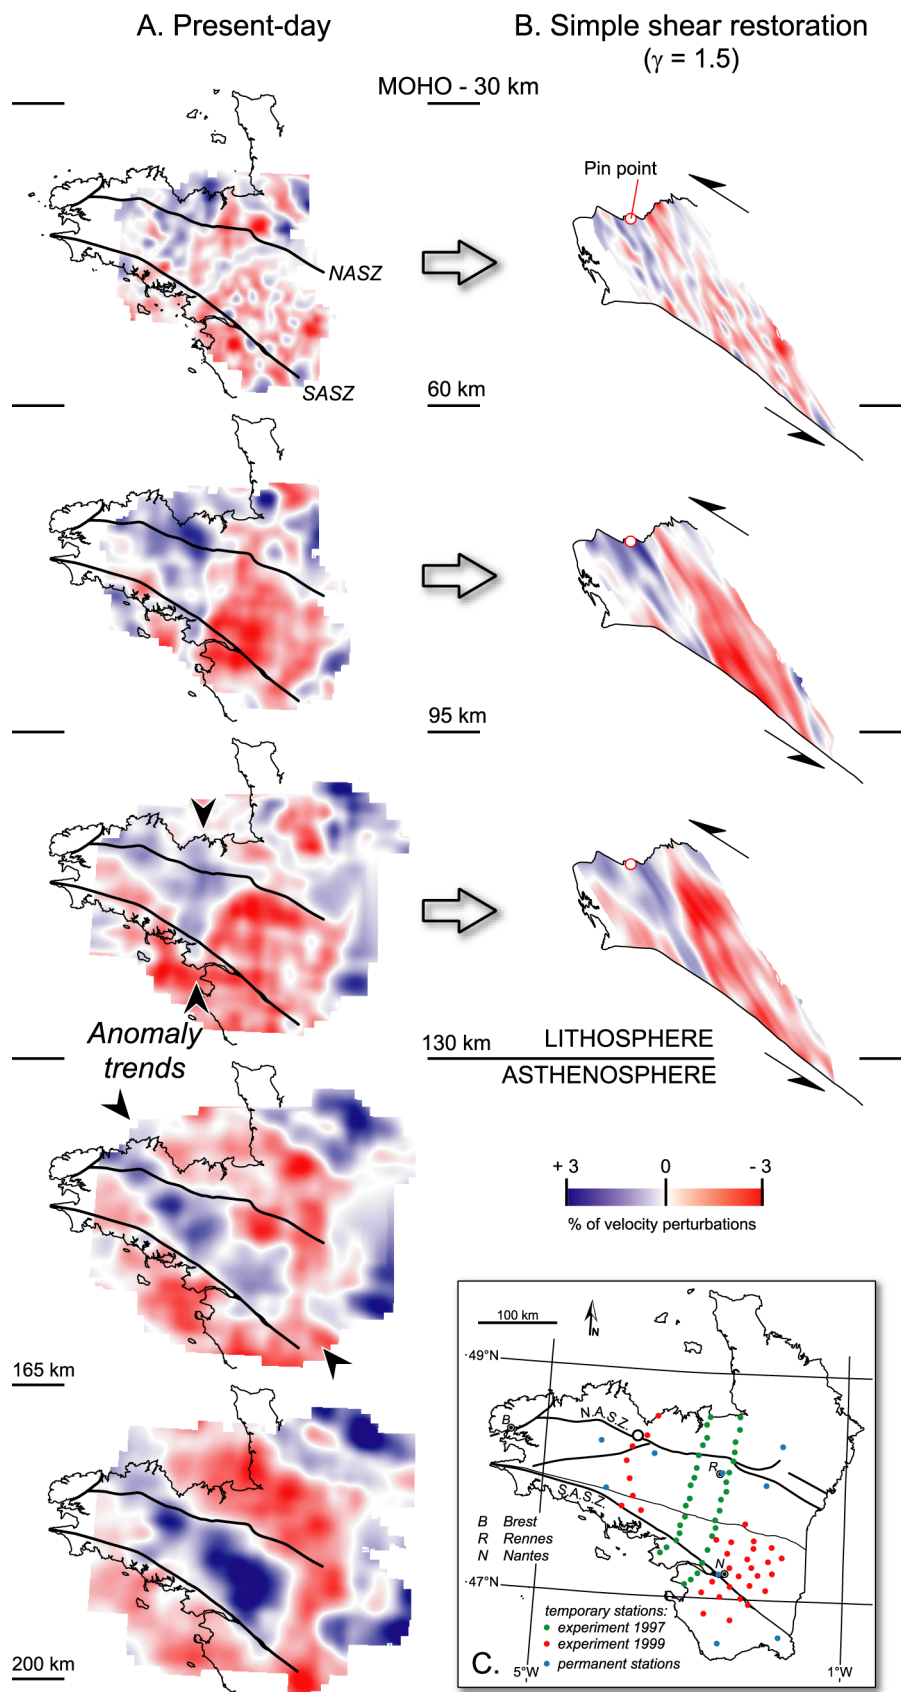 A. Present-day
B. Simple shear restoration
(γ = 1.5)
MOHO - 30 km
Pin point
NASZ
SASZ
60 km
95 km
Anomaly
trends
130 km
LITHOSPHERE
ASTHENOSPHERE
+ 3 0 - 3
% of velocity perturbations
165 km
200 km
100 km
N
49°N
B
N.A.S.Z.
R
S.A.S.Z.
B Brest
R Rennes
N Nantes
N
47°N
temporary stations:
experiment 1997
experiment 1999
permanent stations
C.
5°W
1°W